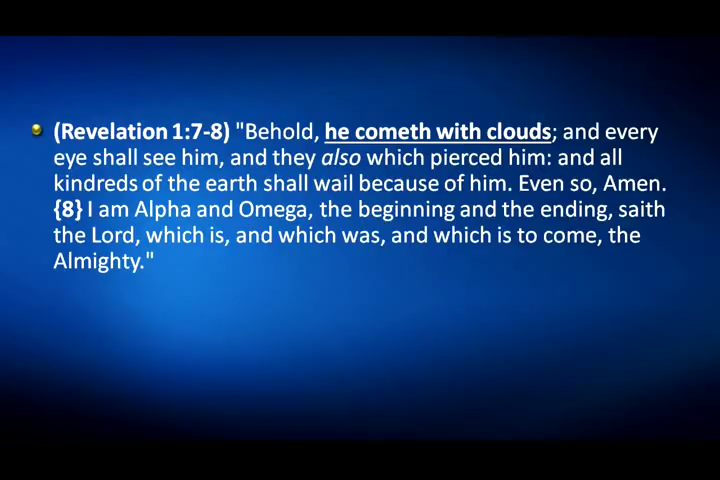 (Revelation 1:7-8) "Behold, he cometh with clouds; and every
eye shall see him, and they also which pierced him: and all
kindreds of the earth shall wail because of him. Even so, Amen.
{8} I am Alpha and Omega, the beginning and the ending, saith
the Lord, which is, and which was, and which is to come, the
Almighty."